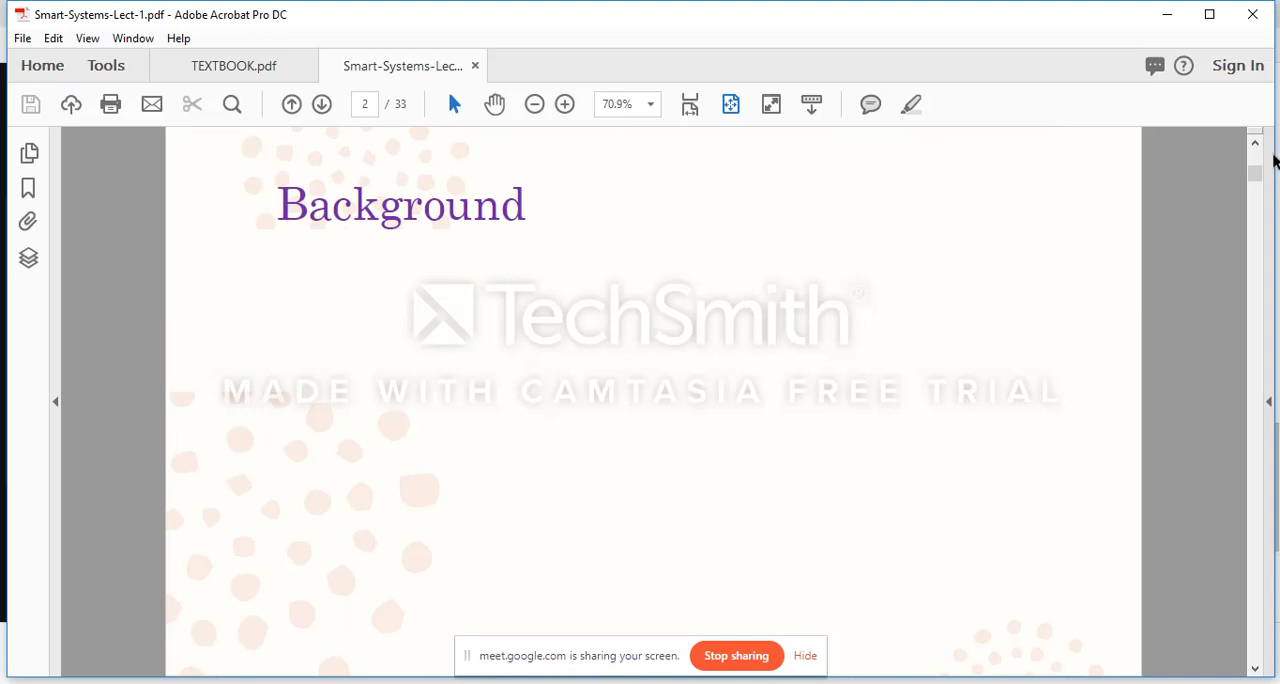 Smart-Systems-Lect-1.pdf - Adobe Acrobat Pro DC
File Edit View Window Help
Home Tools TEXTBOOK.pdf Smart-Systems-Lec... × Sign In
2 / 33 70.9%
Background
TechSmith®
MADE WITH CAMTASIA FREE TRIAL
meet.google.com is sharing your screen. Stop sharing Hide